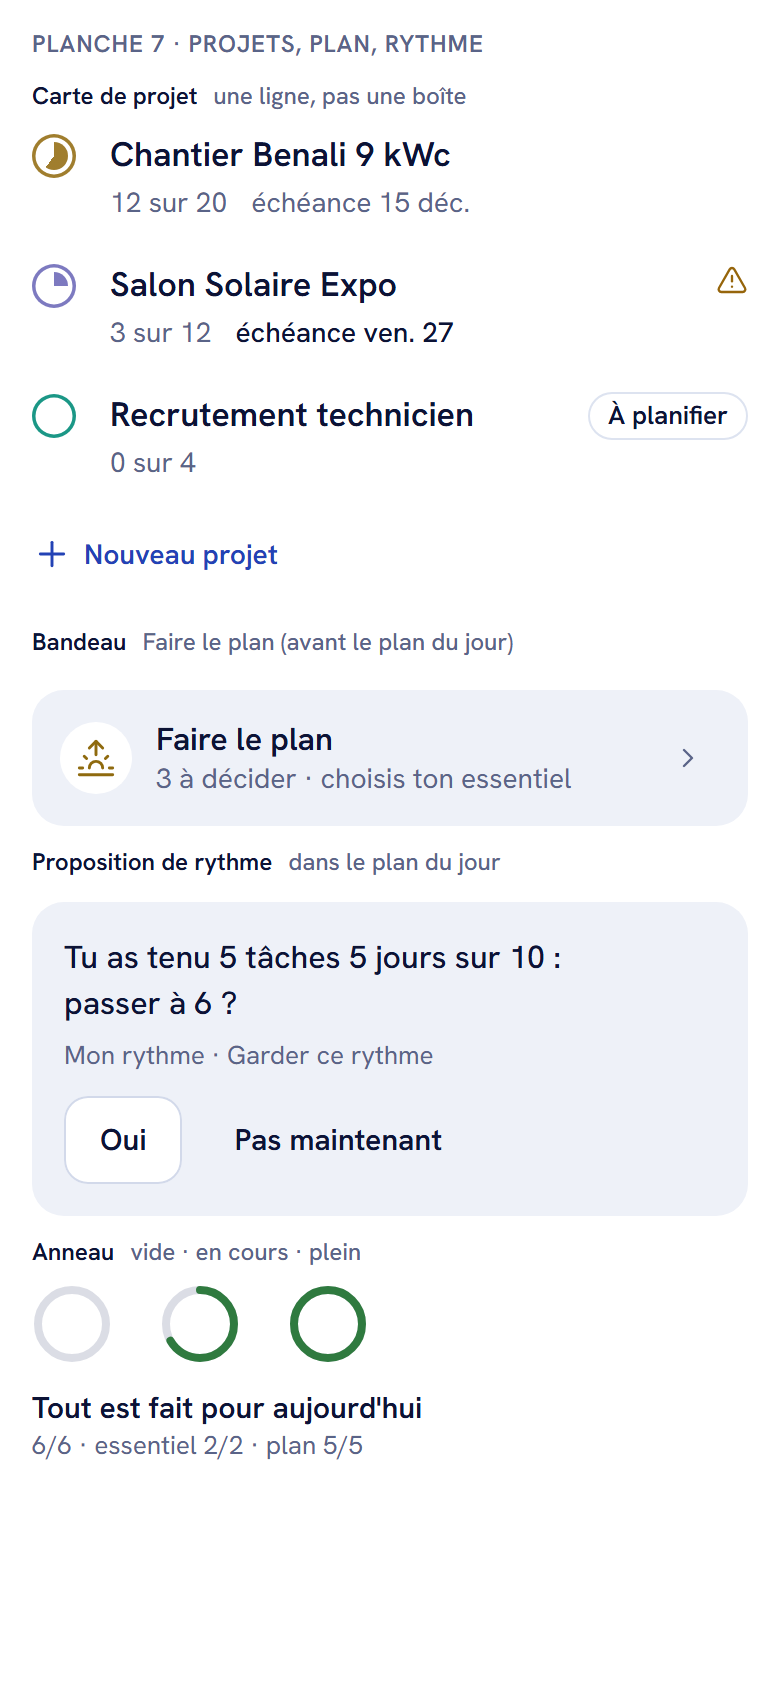 PLANCHE 7 · PROJETS, PLAN, RYTHME
Carte de projet une ligne, pas une boîte
Chantier Benali 9 kWc
12 sur 20 échéance 15 déc.
Salon Solaire Expo
3 sur 12 échéance ven. 27
Recrutement technicien À planifier
0 sur 4
Nouveau projet
Bandeau Faire le plan (avant le plan du jour)
Faire le plan
3 à décider · choisis ton essentiel
Proposition de rythme dans le plan du jour
Tu as tenu 5 tâches 5 jours sur 10 :
passer à 6 ?
Mon rythme · Garder ce rythme
Oui Pas maintenant
Anneau vide · en cours · plein
Tout est fait pour aujourd'hui
6/6 · essentiel 2/2 · plan 5/5